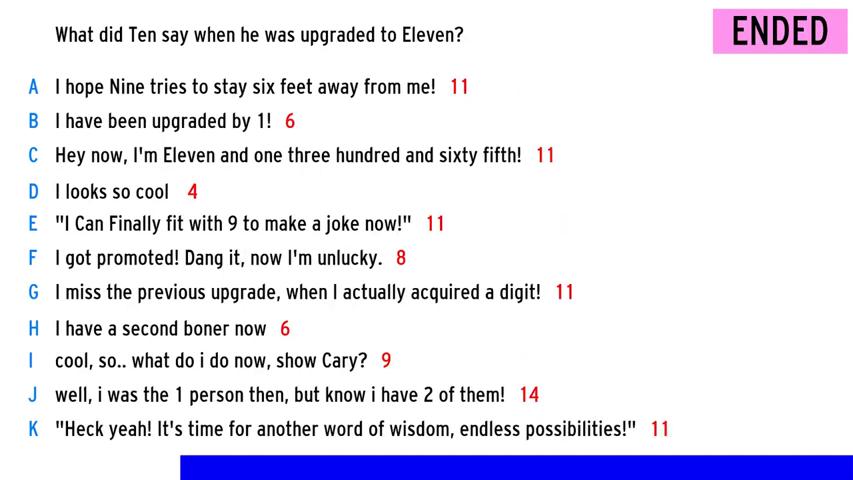 What did Ten say when he was upgraded to Eleven?
ENDED
A I hope Nine tries to stay six feet away from me! 11
B I have been upgraded by 1! 6
C Hey now, I'm Eleven and one three hundred and sixty fifth! 11
D I looks so cool 4
E "I Can Finally fit with 9 to make a joke now!" 11
F I got promoted! Dang it, now I'm unlucky. 8
G I miss the previous upgrade, when I actually acquired a digit! 11
H I have a second boner now 6
I cool, so.. what do i do now, show Cary? 9
J well, i was the 1 person then, but know i have 2 of them! 14
K "Heck yeah! It's time for another word of wisdom, endless possibilities!" 11